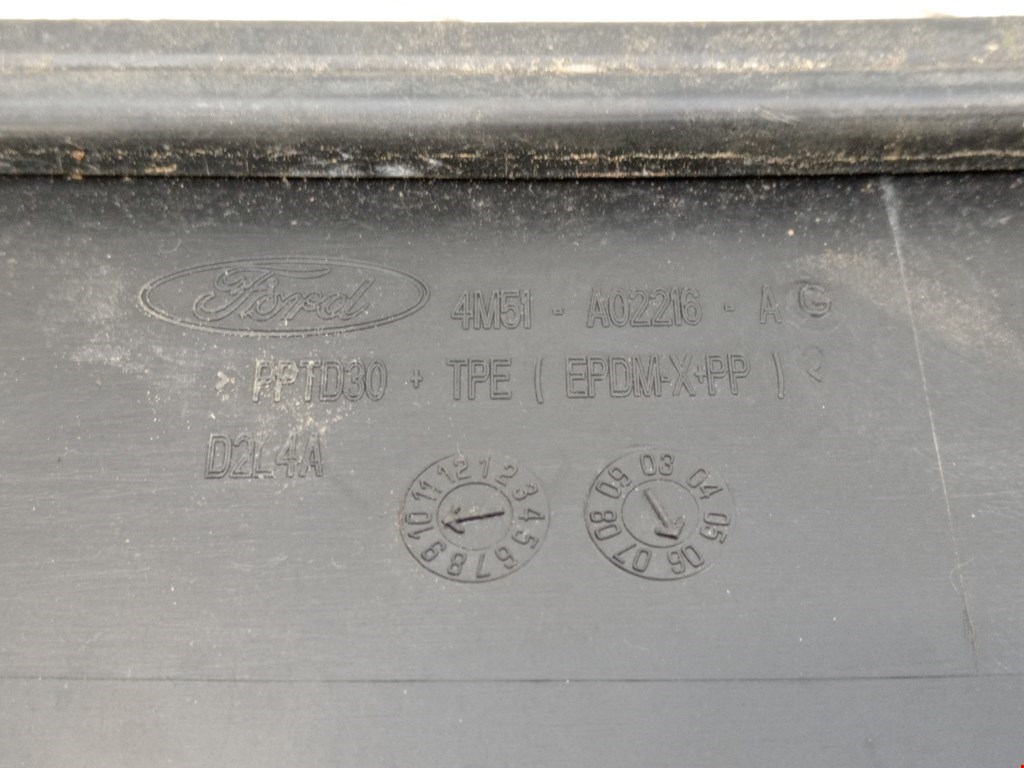 Ford 4M51 - A02216 - A G
> PPTD30 + TPE ( EPDM-X+PP ) <
D2L4A
12 1 2 3 4 5 6 7 8 9 10 11
03 04 05 06 07 08 09